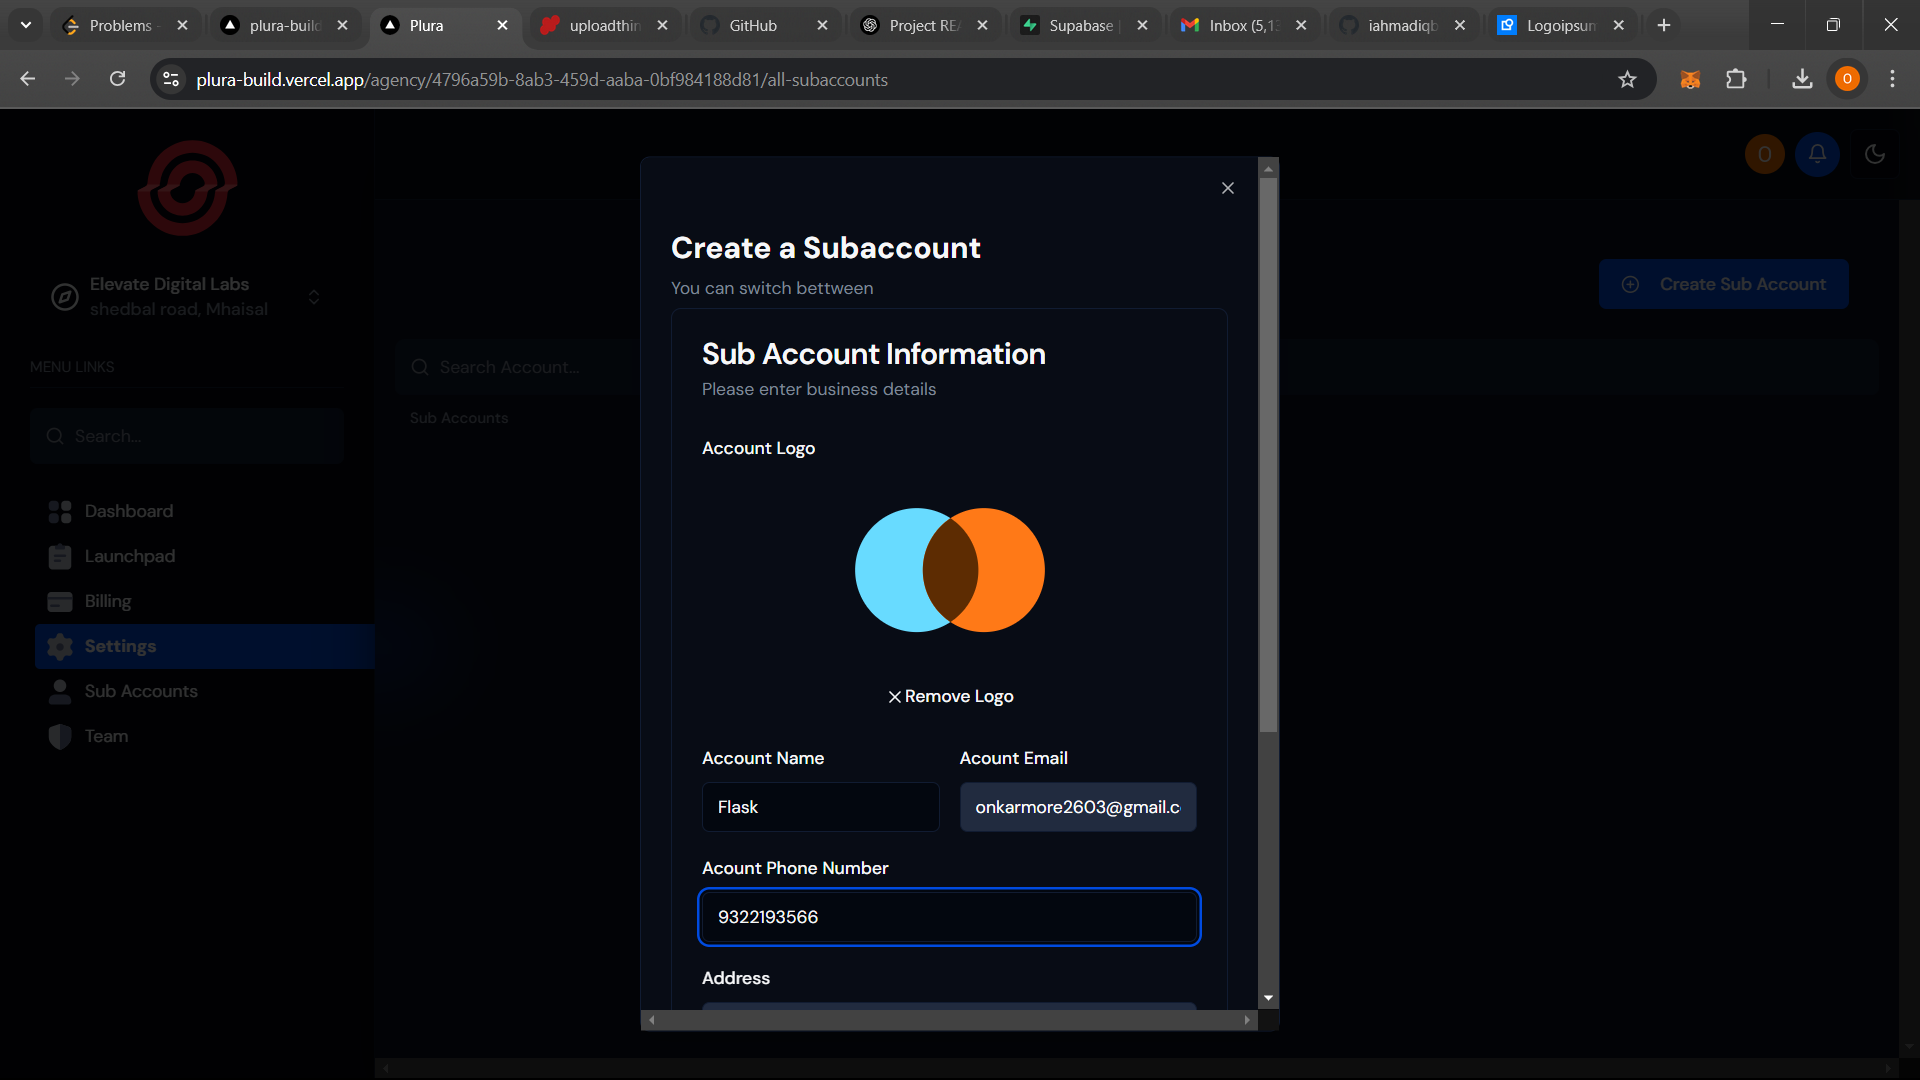 Problems
plura-build
Plura
uploadthin
GitHub
Project REA
Supabase
Inbox (5,13
iahmadiqb
Logoipsum
plura-build.vercel.app/agency/4796a59b-8ab3-459d-aaba-0bf984188d81/all-subaccounts
O
Elevate Digital Labs
shedbal road, Mhaisal
MENU LINKS
Search...
Dashboard
Launchpad
Billing
Settings
Sub Accounts
Team
O
Create Sub Account
Search Account...
Sub Accounts
Create a Subaccount
You can switch bettween
Sub Account Information
Please enter business details
Account Logo
Remove Logo
Account Name
Acount Email
Flask
onkarmore2603@gmail.c
Acount Phone Number
9322193566
Address